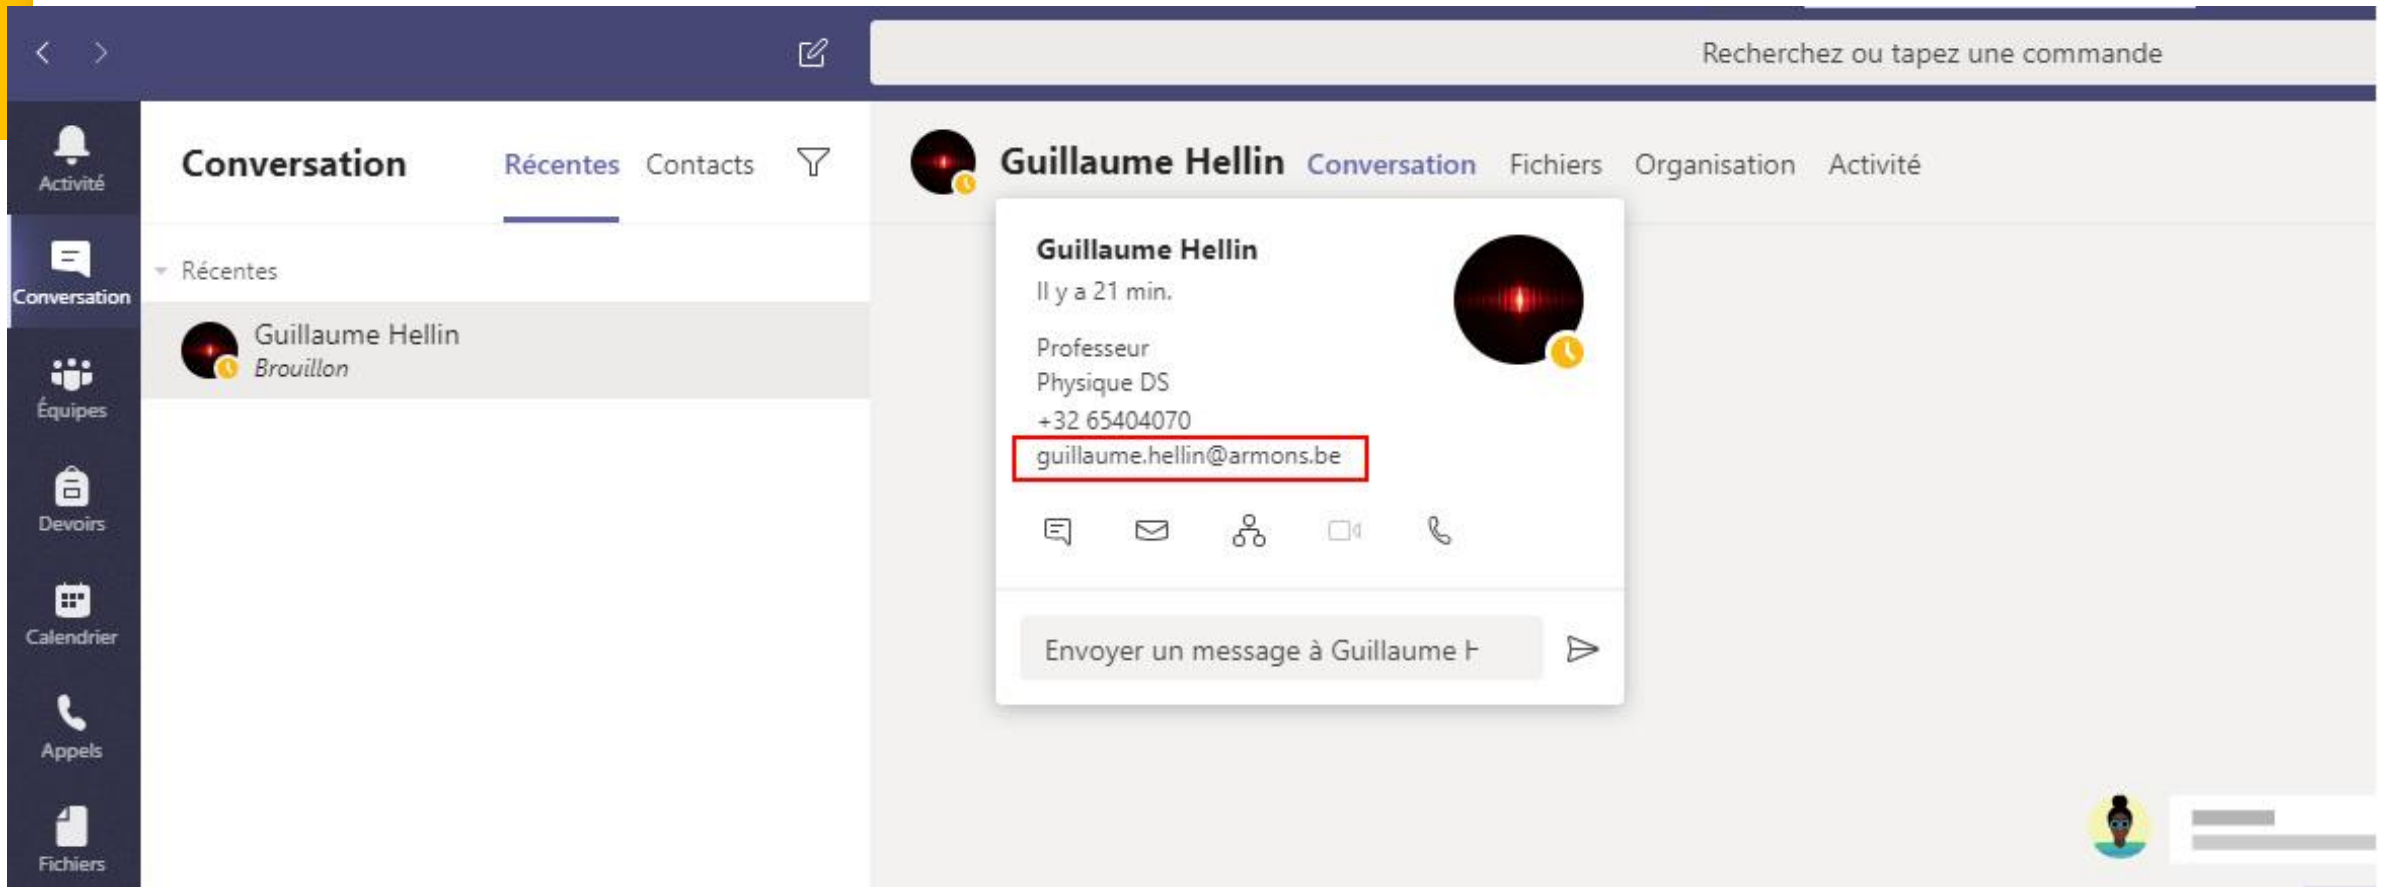 Recherchez ou tapez une commande
Activité
Conversation
Équipes
Devoirs
Calendrier
Appels
Fichiers
Conversation Récentes Contacts
Récentes
Guillaume Hellin
Brouillon
Guillaume Hellin Conversation Fichiers Organisation Activité
Guillaume Hellin
Il y a 21 min.
Professeur
Physique DS
+32 65404070
guillaume.hellin@armons.be
Envoyer un message à Guillaume H